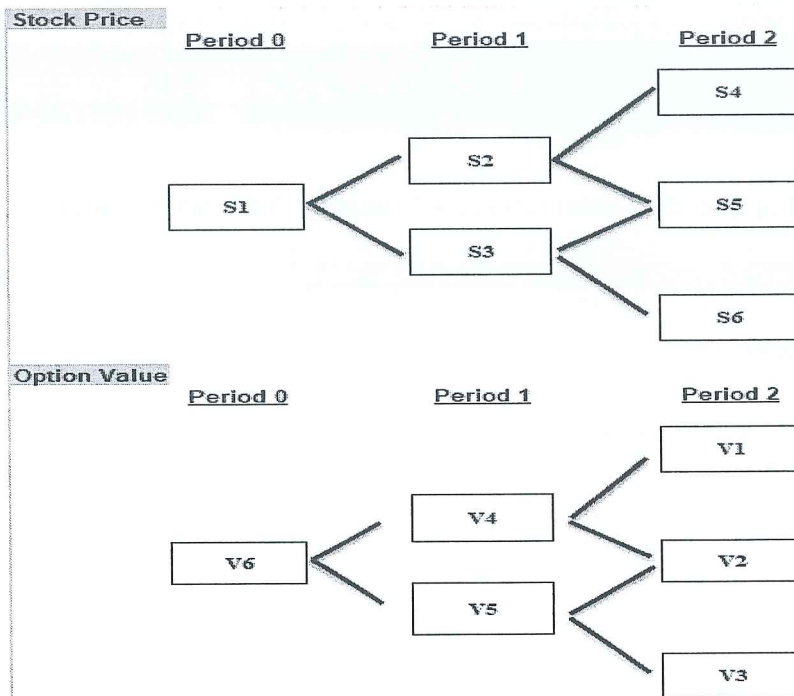 Stock Price
Period 0 Period 1 Period 2
S4
S2
S1 S5
S3
S6
Option Value
Period 0 Period 1 Period 2
V1
V4
V6 V2
V5
V3